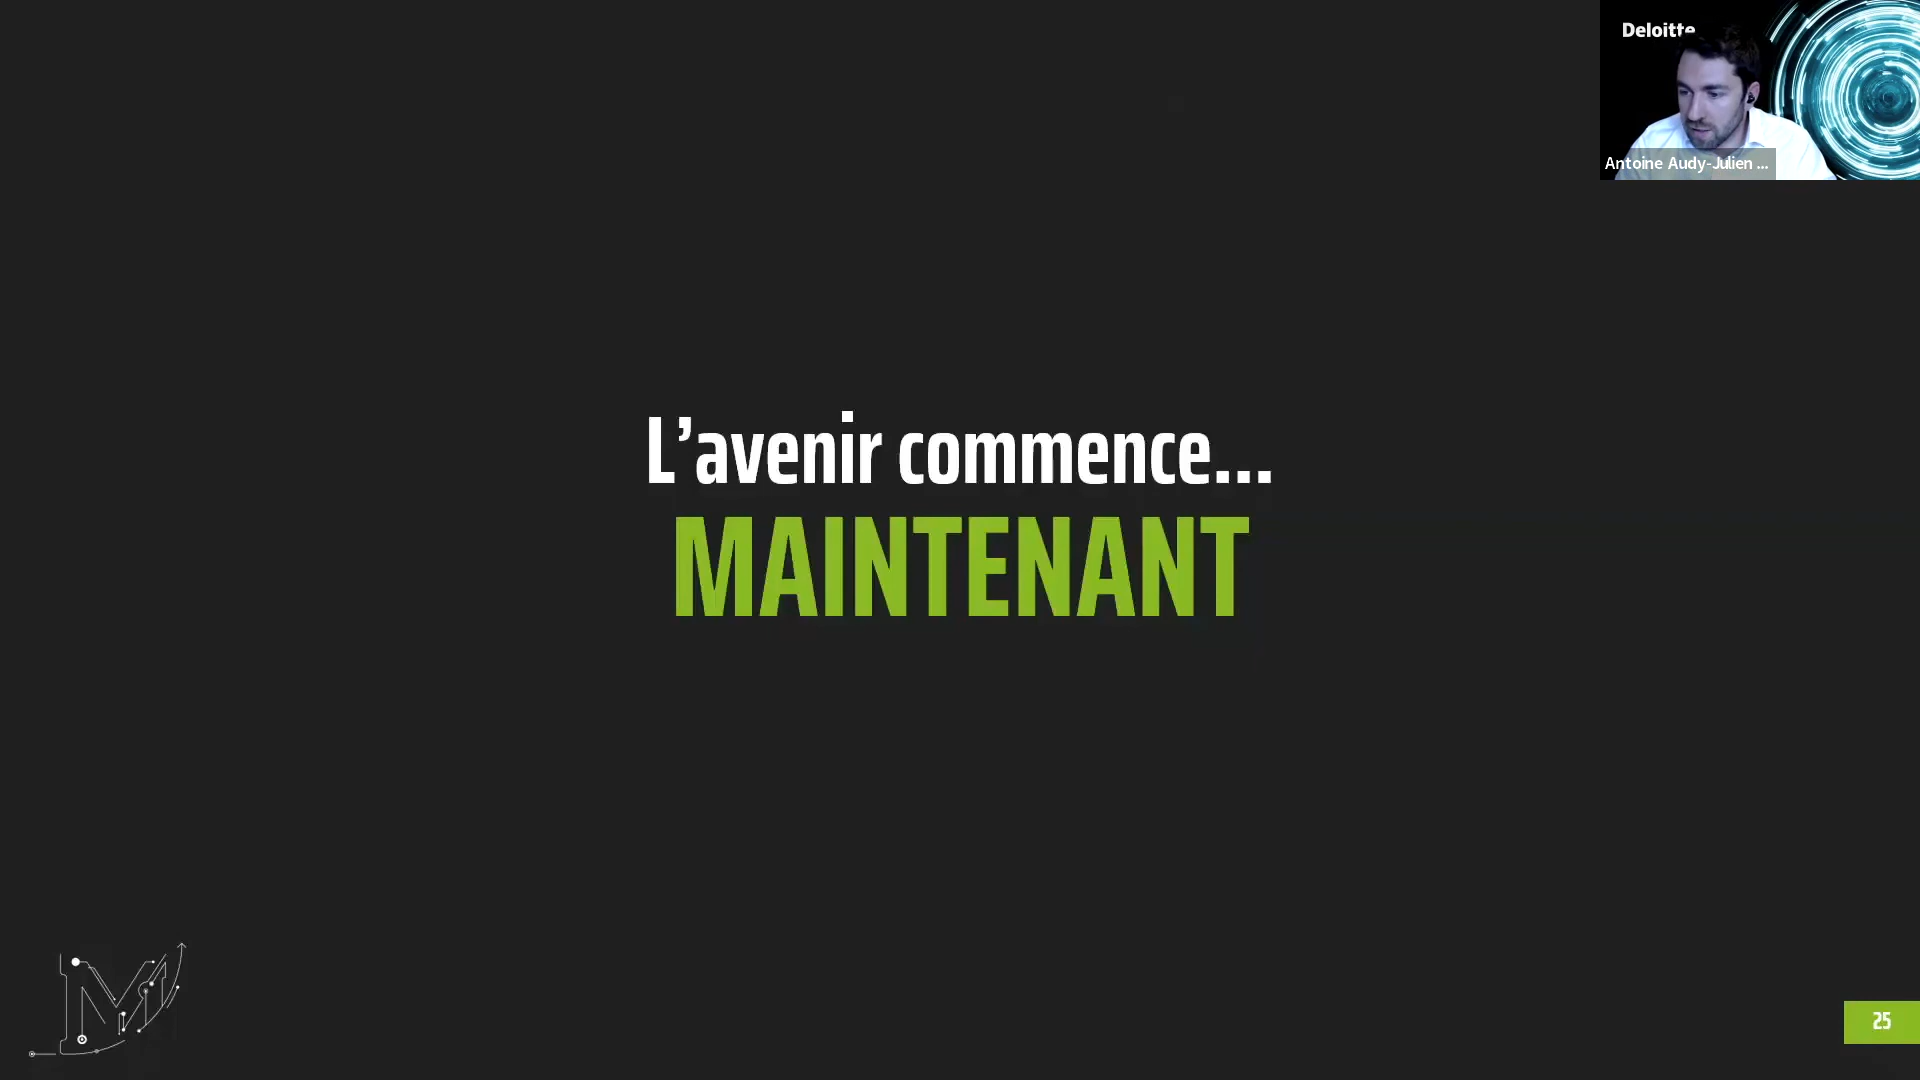 Deloitte
Antoine Audy-Julien ...
L’avenir commence...
MAINTENANT
25